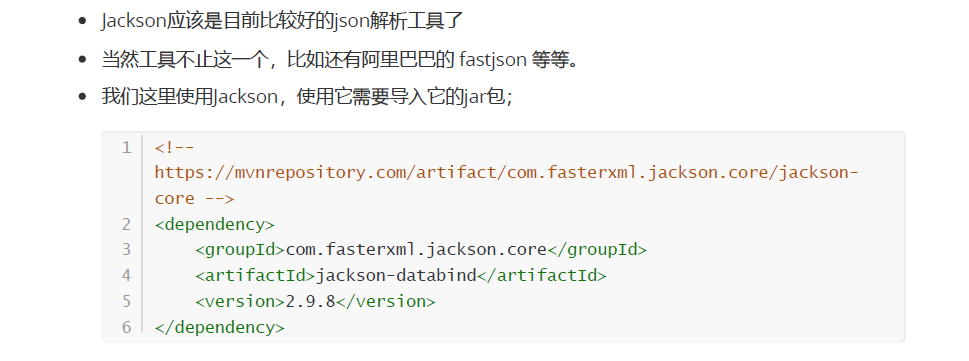 • Jackson应该是目前比较好的json解析工具了
• 当然工具不止这一个，比如还有阿里巴巴的 fastjson 等等。
• 我们这里使用Jackson，使用它需要导入它的jar包；
1 <!--
https://mvnrepository.com/artifact/com.fasterxml.jackson.core/jackson-
core -->
2 <dependency>
3     <groupId>com.fasterxml.jackson.core</groupId>
4     <artifactId>jackson-databind</artifactId>
5     <version>2.9.8</version>
6 </dependency>